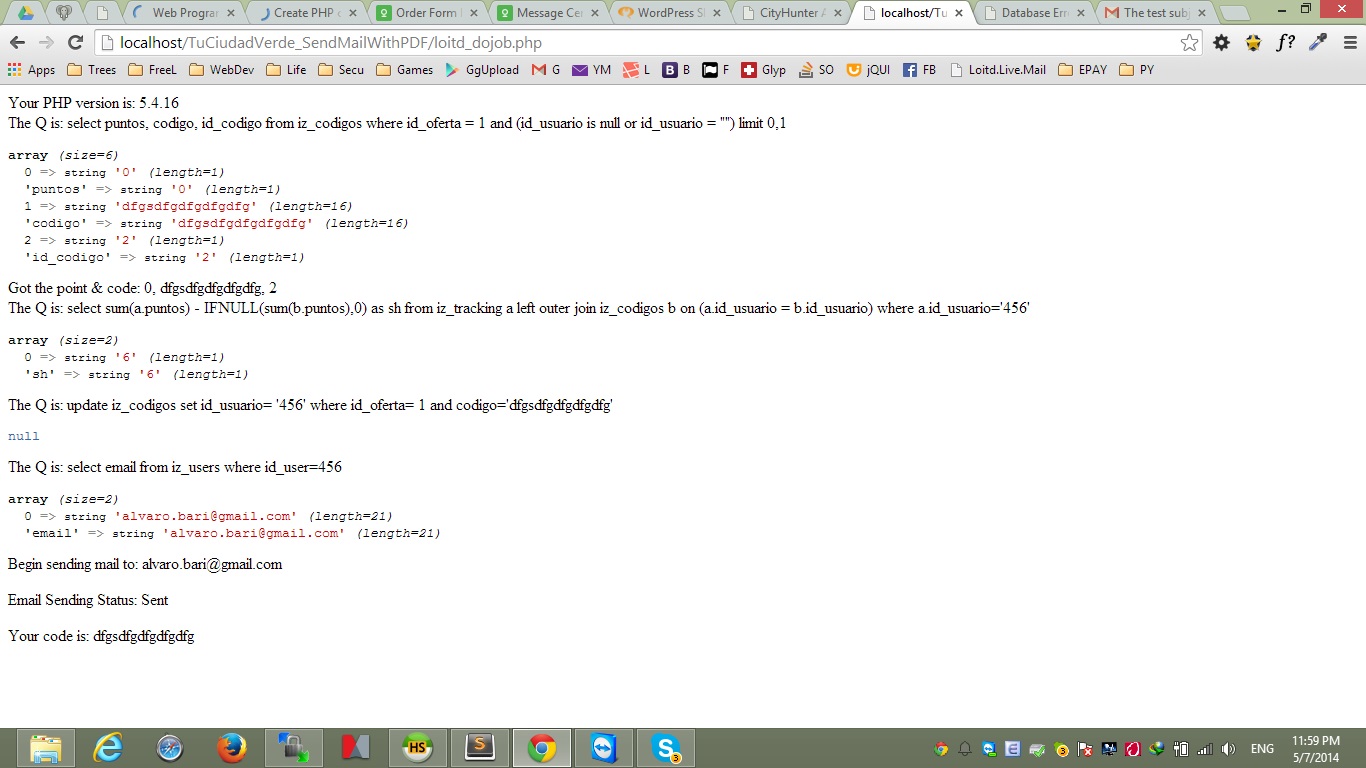 Web Progra
Create PHP
Order Form
Message Ce
WordPress S
CityHunter
localhost/Tu
Database Er
The test sub
localhost/TuCiudadVerde_SendMailWithPDF/loitd_dojob.php
f?
Apps Trees FreeL WebDev Life Secu Games GgUpload G YM L B F Glyp SO jQUI FB Loitd.Live.Mail EPAY PY
Your PHP version is: 5.4.16
The Q is: select puntos, codigo, id_codigo from iz_codigos where id_oferta = 1 and (id_usuario is null or id_usuario = "") limit 0,1
array (size=6)
0 => string '0' (length=1)
'puntos' => string '0' (length=1)
1 => string 'dfgsdfgdfgdfgdfg' (length=16)
'codigo' => string 'dfgsdfgdfgdfgdfg' (length=16)
2 => string '2' (length=1)
'id_codigo' => string '2' (length=1)
Got the point & code: 0, dfgsdfgdfgdfgdfg, 2
The Q is: select sum(a.puntos) - IFNULL(sum(b.puntos),0) as sh from iz_tracking a left outer join iz_codigos b on (a.id_usuario = b.id_usuario) where a.id_usuario='456'
array (size=2)
0 => string '6' (length=1)
'sh' => string '6' (length=1)
The Q is: update iz_codigos set id_usuario= '456' where id_oferta= 1 and codigo='dfgsdfgdfgdfgdfg'
null
The Q is: select email from iz_users where id_user=456
array (size=2)
0 => string 'alvaro.bari@gmail.com' (length=21)
'email' => string 'alvaro.bari@gmail.com' (length=21)
Begin sending mail to: alvaro.bari@gmail.com
Email Sending Status: Sent
Your code is: dfgsdfgdfgdfgdfg
HS
S
3
ENG
11:59 PM
5/7/2014